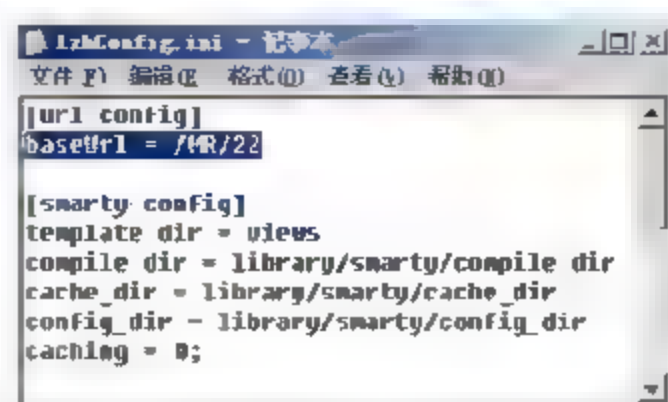 lzhConfig.ini - 记事本
文件(F) 编辑(E) 格式(O) 查看(V) 帮助(H)
[url config]
baseUrl = /MR/22
[smarty config]
template dir = views
compile dir = library/smarty/compile dir
cache_dir = library/smarty/cache_dir
config_dir = library/smarty/config_dir
caching = 0;